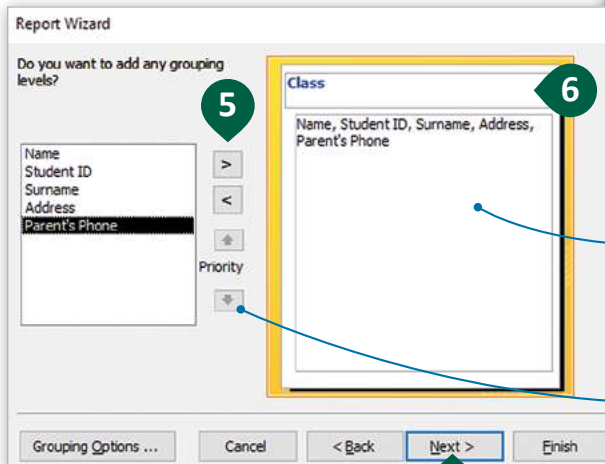 Report Wizard
Do you want to add any grouping
levels?
5
Class
6
Name, Student ID, Surname, Address,
Parent's Phone
Name
Student ID
Surname
Address
Parent's Phone
>
<
Priority
Grouping Options ...
Cancel
< Back
Next >
Finish